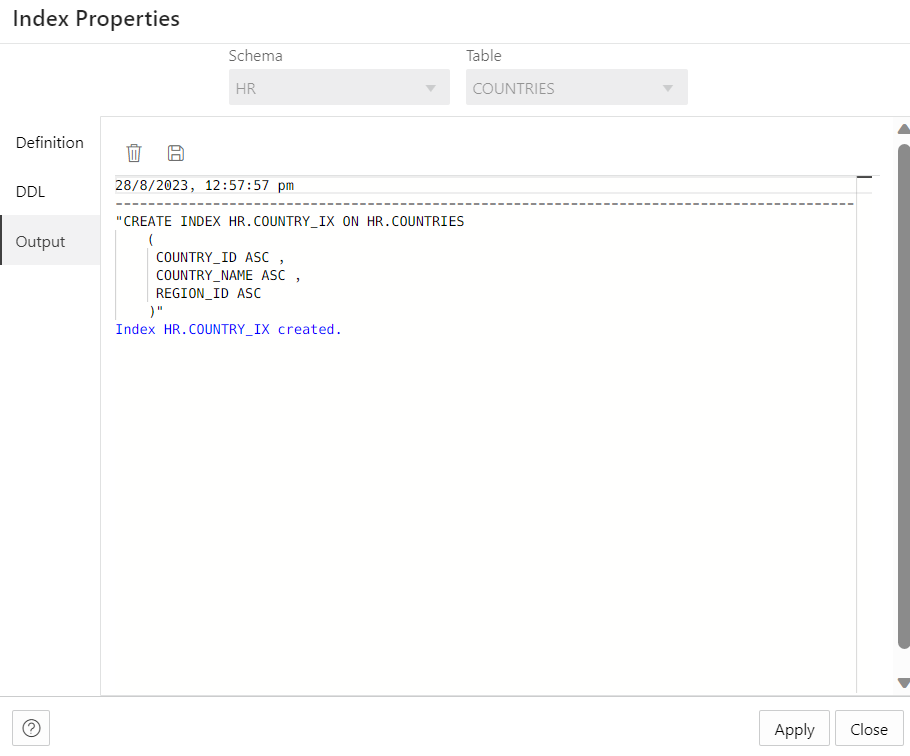 Index Properties
Schema
Table
HR
COUNTRIES
Definition
DDL
Output
28/8/2023, 12:57:57 pm
-------------------------------------------------------------------------------------------
"CREATE INDEX HR.COUNTRY_IX ON HR.COUNTRIES
(
COUNTRY_ID ASC ,
COUNTRY_NAME ASC ,
REGION_ID ASC
)"
Index HR.COUNTRY_IX created.
Apply
Close